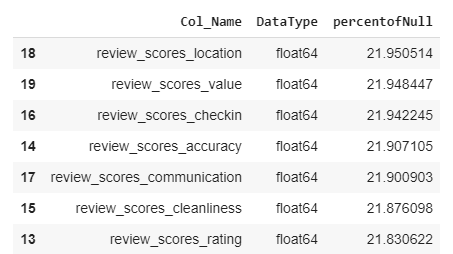 Col_Name DataType percentofNull
18 review_scores_location float64 21.950514
19 review_scores_value float64 21.948447
16 review_scores_checkin float64 21.942245
14 review_scores_accuracy float64 21.907105
17 review_scores_communication float64 21.900903
15 review_scores_cleanliness float64 21.876098
13 review_scores_rating float64 21.830622